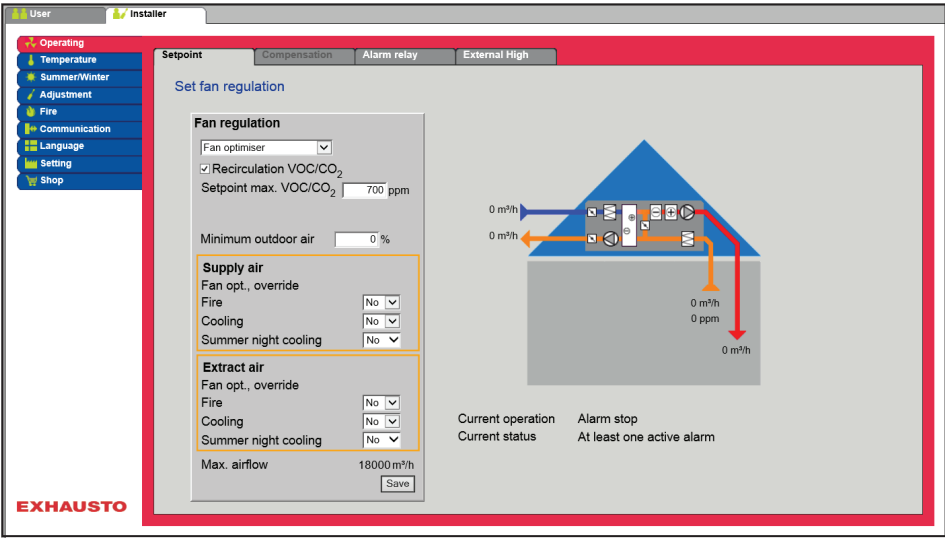 User
Installer
Operating
Temperature
Summer/Winter
Adjustment
Fire
Communication
Language
Setting
Shop
EXHAUSTO
Setpoint
Compensation
Alarm relay
External High
Set fan regulation
Fan regulation
Fan optimiser
Recirculation VOC/CO2
Setpoint max. VOC/CO2 700 ppm
Minimum outdoor air 0 %
Supply air
Fan opt., override
Fire No
Cooling No
Summer night cooling No
Extract air
Fan opt., override
Fire No
Cooling No
Summer night cooling No
Max. airflow 18000 m³/h
Save
0 m³/h
0 m³/h
0 m³/h
0 ppm
0 m³/h
Current operation Alarm stop
Current status At least one active alarm